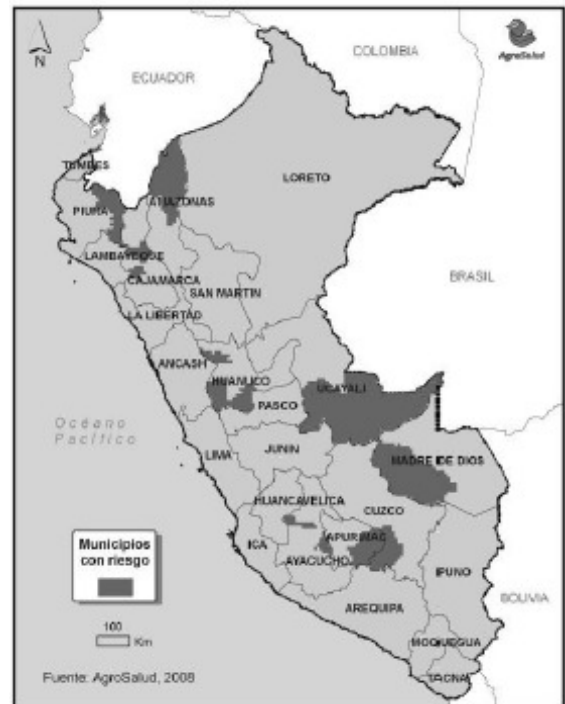 COLOMBIA
AgroSalud
N
ECUADOR
TUMBES
LORETO
AMAZONAS
PIURA
LAMBAYEQUE
CAJAMARCA
SAN MARTIN
BRASIL
LA LIBERTAD
ANCASH
HUANUCO
UCAYALI
PASCO
Océano
Pacífico
LIMA
JUNIN
MADRE DE DIOS
HUANCAVELICA
CUZCO
Municipios
con riesgo
ICA
APURIMAC
AYACUCHO
PUNO
BOLIVIA
AREQUIPA
100
Km
MOQUEGUA
Fuente: AgroSalud, 2008
TACNA